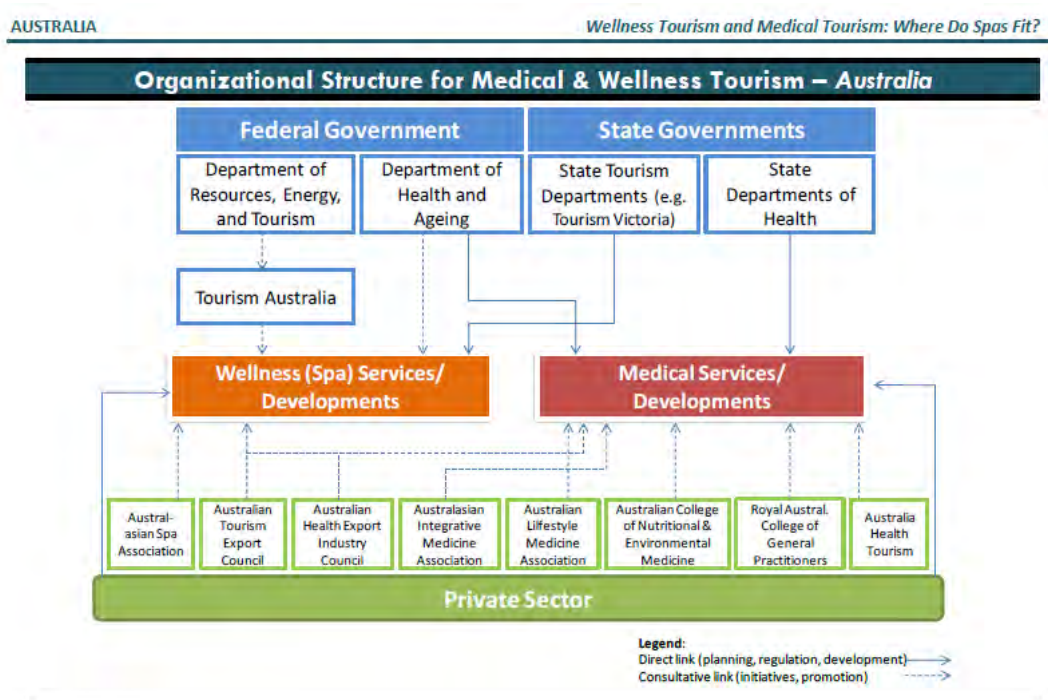 AUSTRALIA
Wellness Tourism and Medical Tourism: Where Do Spas Fit?
Organizational Structure for Medical & Wellness Tourism – Australia
Federal Government
State Governments
Department of
Resources, Energy,
and Tourism
Department of
Health and
Ageing
State Tourism
Departments (e.g.
Tourism Victoria)
State
Departments of
Health
Tourism Australia
Wellness (Spa) Services/
Developments
Medical Services/
Developments
Austral-
asian Spa
Association
Australian
Tourism
Export
Council
Australian
Health Export
Industry
Council
Australasian
Integrative
Medicine
Association
Australian
Lifestyle
Medicine
Association
Australian College
of Nutritional &
Environmental
Medicine
Royal Austral.
College of
General
Practitioners
Australia
Health
Tourism
Private Sector
Legend:
Direct link (planning, regulation, development)
Consultative link (initiatives, promotion)